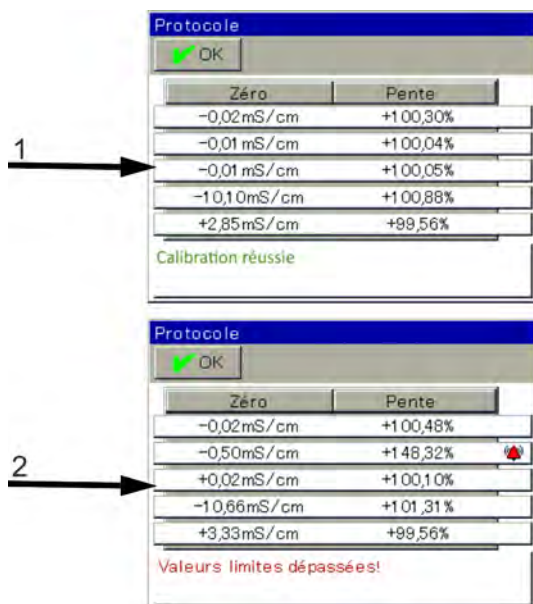 Protocole
OK
Zéro Pente
-0,02mS/cm +100,30%
-0,01mS/cm +100,04%
1
-0,01mS/cm +100,05%
-10,10mS/cm +100,88%
+2,85mS/cm +99,56%
Calibration réussie
Protocole
OK
Zéro Pente
-0,02mS/cm +100,48%
-0,50mS/cm +148,32%
2
+0,02mS/cm +100,10%
-10,66mS/cm +101,31%
+3,33mS/cm +99,56%
Valeurs limites dépassées!